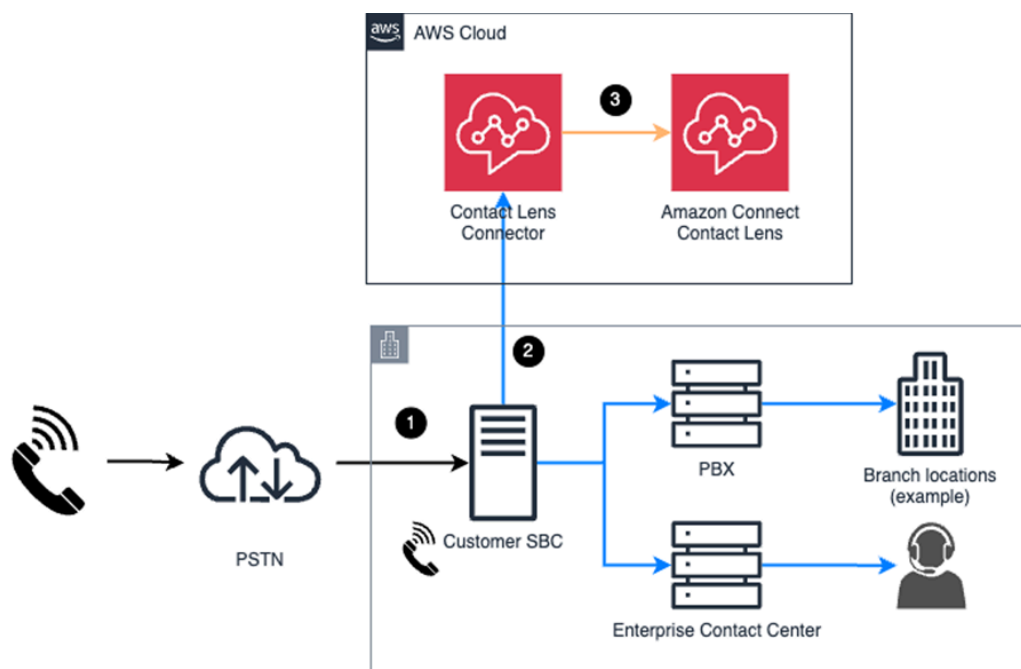 aws
AWS Cloud
3
Contact Lens
Connector
Amazon Connect
Contact Lens
2
1
PSTN
Customer SBC
PBX
Branch locations
(example)
Enterprise Contact Center